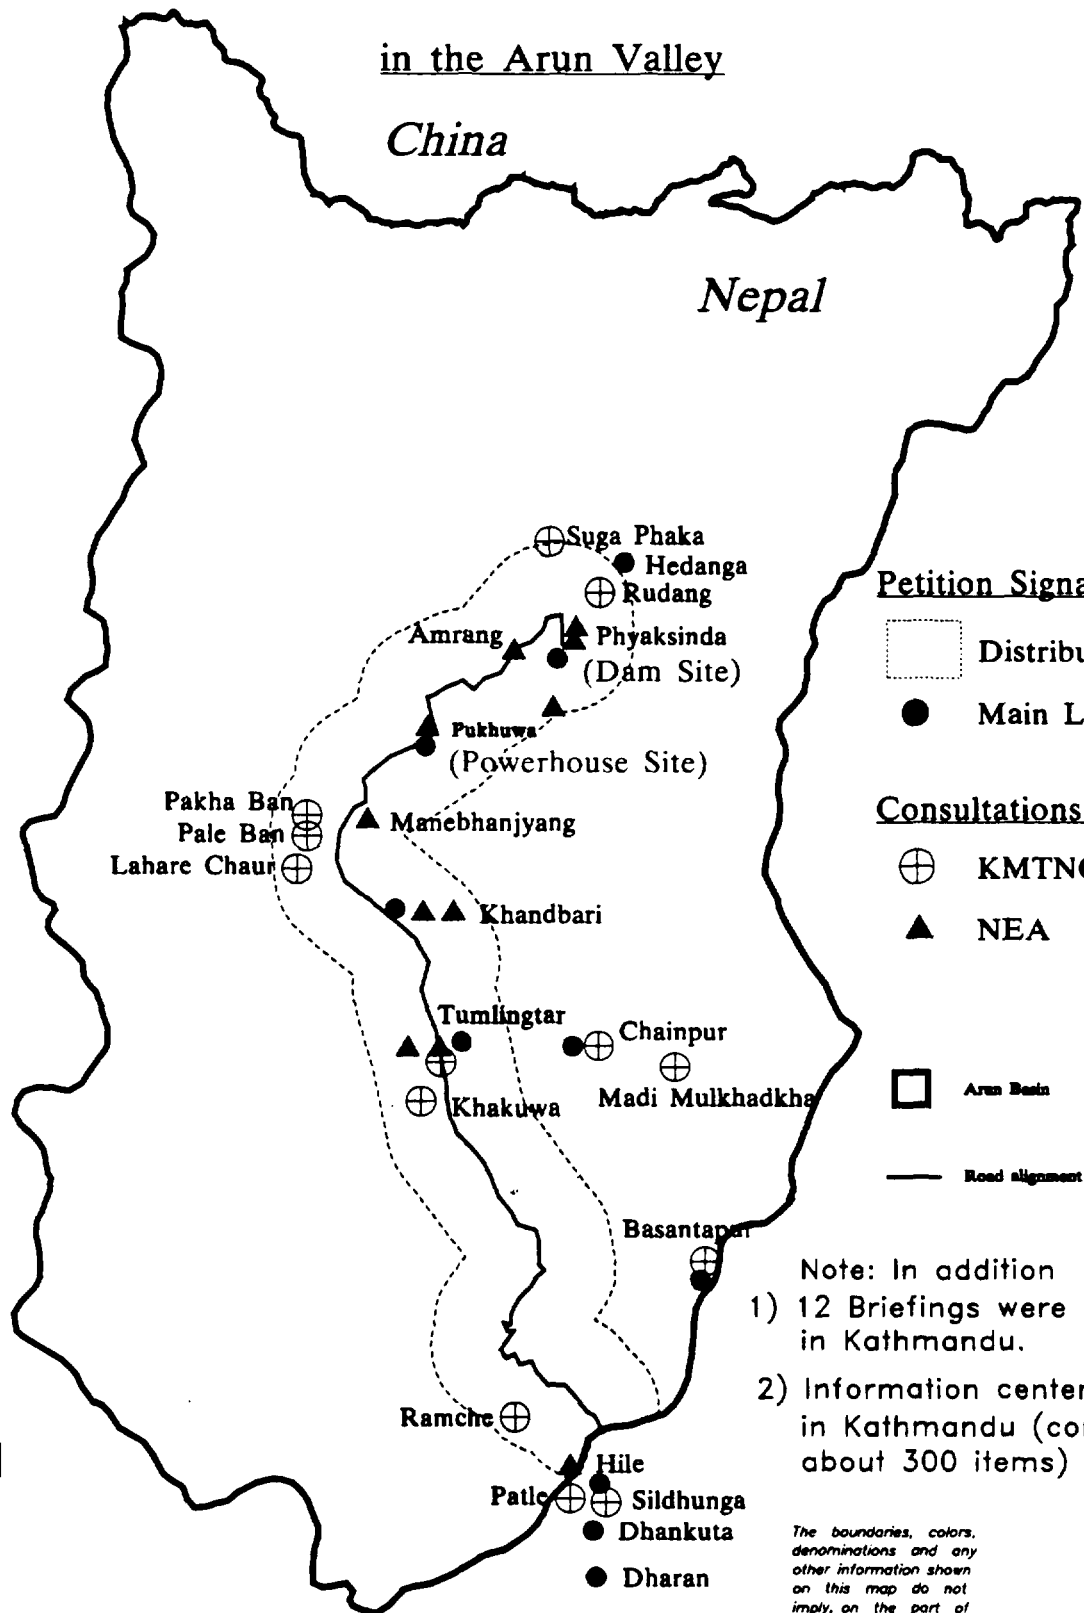 in the Arun Valley
China
Nepal
Suga Phaka
Hedanga
Rudang
Amrang
Phyaksinda
(Dam Site)
Pukhuwa
(Powerhouse Site)
Pakha Ban
Pale Ban
Manebhanjyang
Lahare Chaur
Khandbari
Tumlingtar
Chainpur
Khakuwa
Madi Mulkhadkha
Basantapur
Ramche
Hile
Patle
Sildhunga
Dhankuta
Dharan
Petition Signa
Distribu
Main L
Consultations
KMTNC
NEA
Arun Basin
Road alignment
Note: In addition
1) 12 Briefings were
in Kathmandu.
2) Information center
in Kathmandu (co
about 300 items)
The boundaries, colors,
denominations and any
other information shown
on this map do not
imply, on the part of